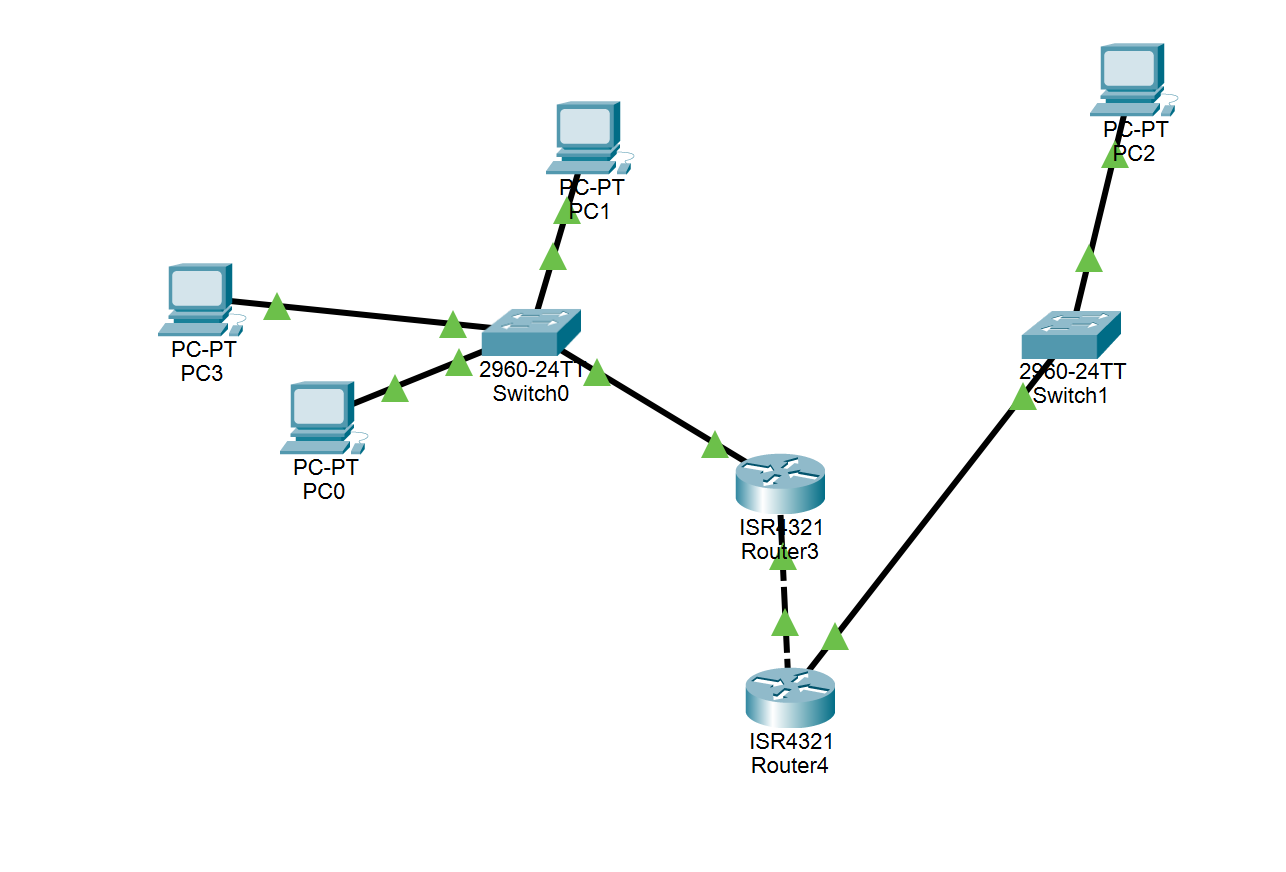 PC-PT
PC2
PC-PT
PC1
PC-PT
PC3
2960-24TT
Switch0
2960-24TT
Switch1
PC-PT
PC0
ISR4321
Router3
ISR4321
Router4